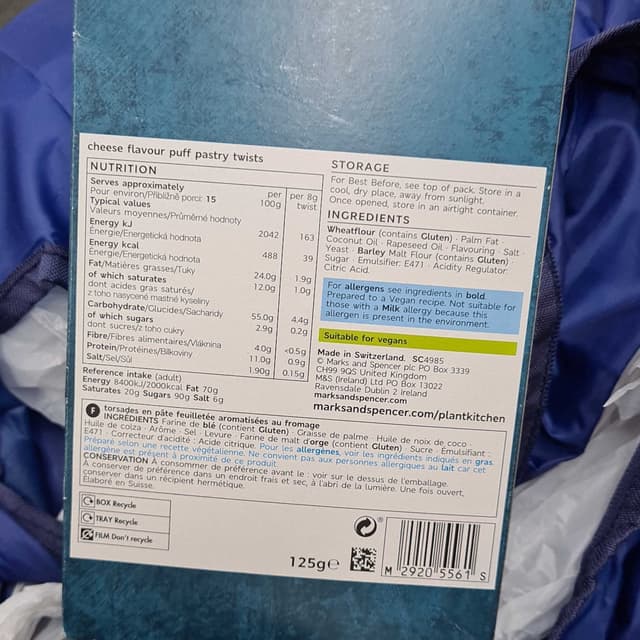 cheese flavour puff pastry twists
NUTRITION
Serves approximately
Pour environ/Přibližně porcí: 15
Typical values
Valeurs moyennes/Průměrné hodnoty
per 100g
per 8g twist
Energy kJ
Énergie/Energetická hodnota 2042 163
Energy kcal
Énergie/Energetická hodnota 488 39
Fat/Matières grasses/Tuky 24.0g 1.9g
of which saturates 12.0g 1.0g
dont acides gras saturés/
z toho nasycené mastné kyseliny
Carbohydrate/Glucides/Sacharidy 55.0g 4.4g
of which sugars 2.9g 0.2g
dont sucres/z toho cukry
Fibre/Fibres alimentaires/Vláknina 4.0g <0.5g
Protein/Protéines/Bílkoviny 11.0g 0.9g
Salt/Sel/Sůl 1.90g 0.15g
Reference intake (adult)
Energy 8400kJ/2000kcal Fat 70g
Saturates 20g Sugars 90g Salt 6g
STORAGE
For Best Before, see top of pack. Store in a
cool, dry place, away from sunlight.
Once opened, store in an airtight container.
INGREDIENTS
Wheatflour (contains Gluten) · Palm Fat ·
Coconut Oil · Rapeseed Oil · Flavouring · Salt ·
Yeast · Barley Malt Flour (contains Gluten) ·
Sugar · Emulsifier: E471 · Acidity Regulator:
Citric Acid.
For allergens see ingredients in bold.
Prepared to a Vegan recipe. Not suitable for
those with a Milk allergy because this
allergen is present in the environment.
Suitable for vegans
Made in Switzerland. SC4985
© Marks and Spencer plc PO Box 3339
CH99 9QS United Kingdom
M&S (Ireland) Ltd PO Box 13022
Ravensdale Dublin 2 Ireland
marksandspencer.com
marksandspencer.com/plantkitchen
F torsades en pâte feuilletée aromatisées au fromage
INGRÉDIENTS Farine de blé (contient Gluten) · Graisse de palme · Huile de noix de coco ·
Huile de colza · Arôme · Sel · Levure · Farine de malt d'orge (contient Gluten) · Sucre · Émulsifiant :
E471 · Correcteur d'acidité : Acide citrique. Pour les allergènes, voir les ingrédients indiqués en gras.
Préparé selon une recette végétalienne. Ne convient pas aux personnes allergiques au lait car cet
allergène est présent à proximité de ce produit.
CONSERVATION À consommer de préférence avant le : voir sur le dessus de l'emballage.
À conserver de préférence dans un endroit frais et sec, à l'abri de la lumière. Une fois ouvert,
conserver dans un récipient hermétique.
Élaboré en Suisse.
BOX Recycle
TRAY Recycle
FILM Don't recycle
125g℮
M 2920 5561 S